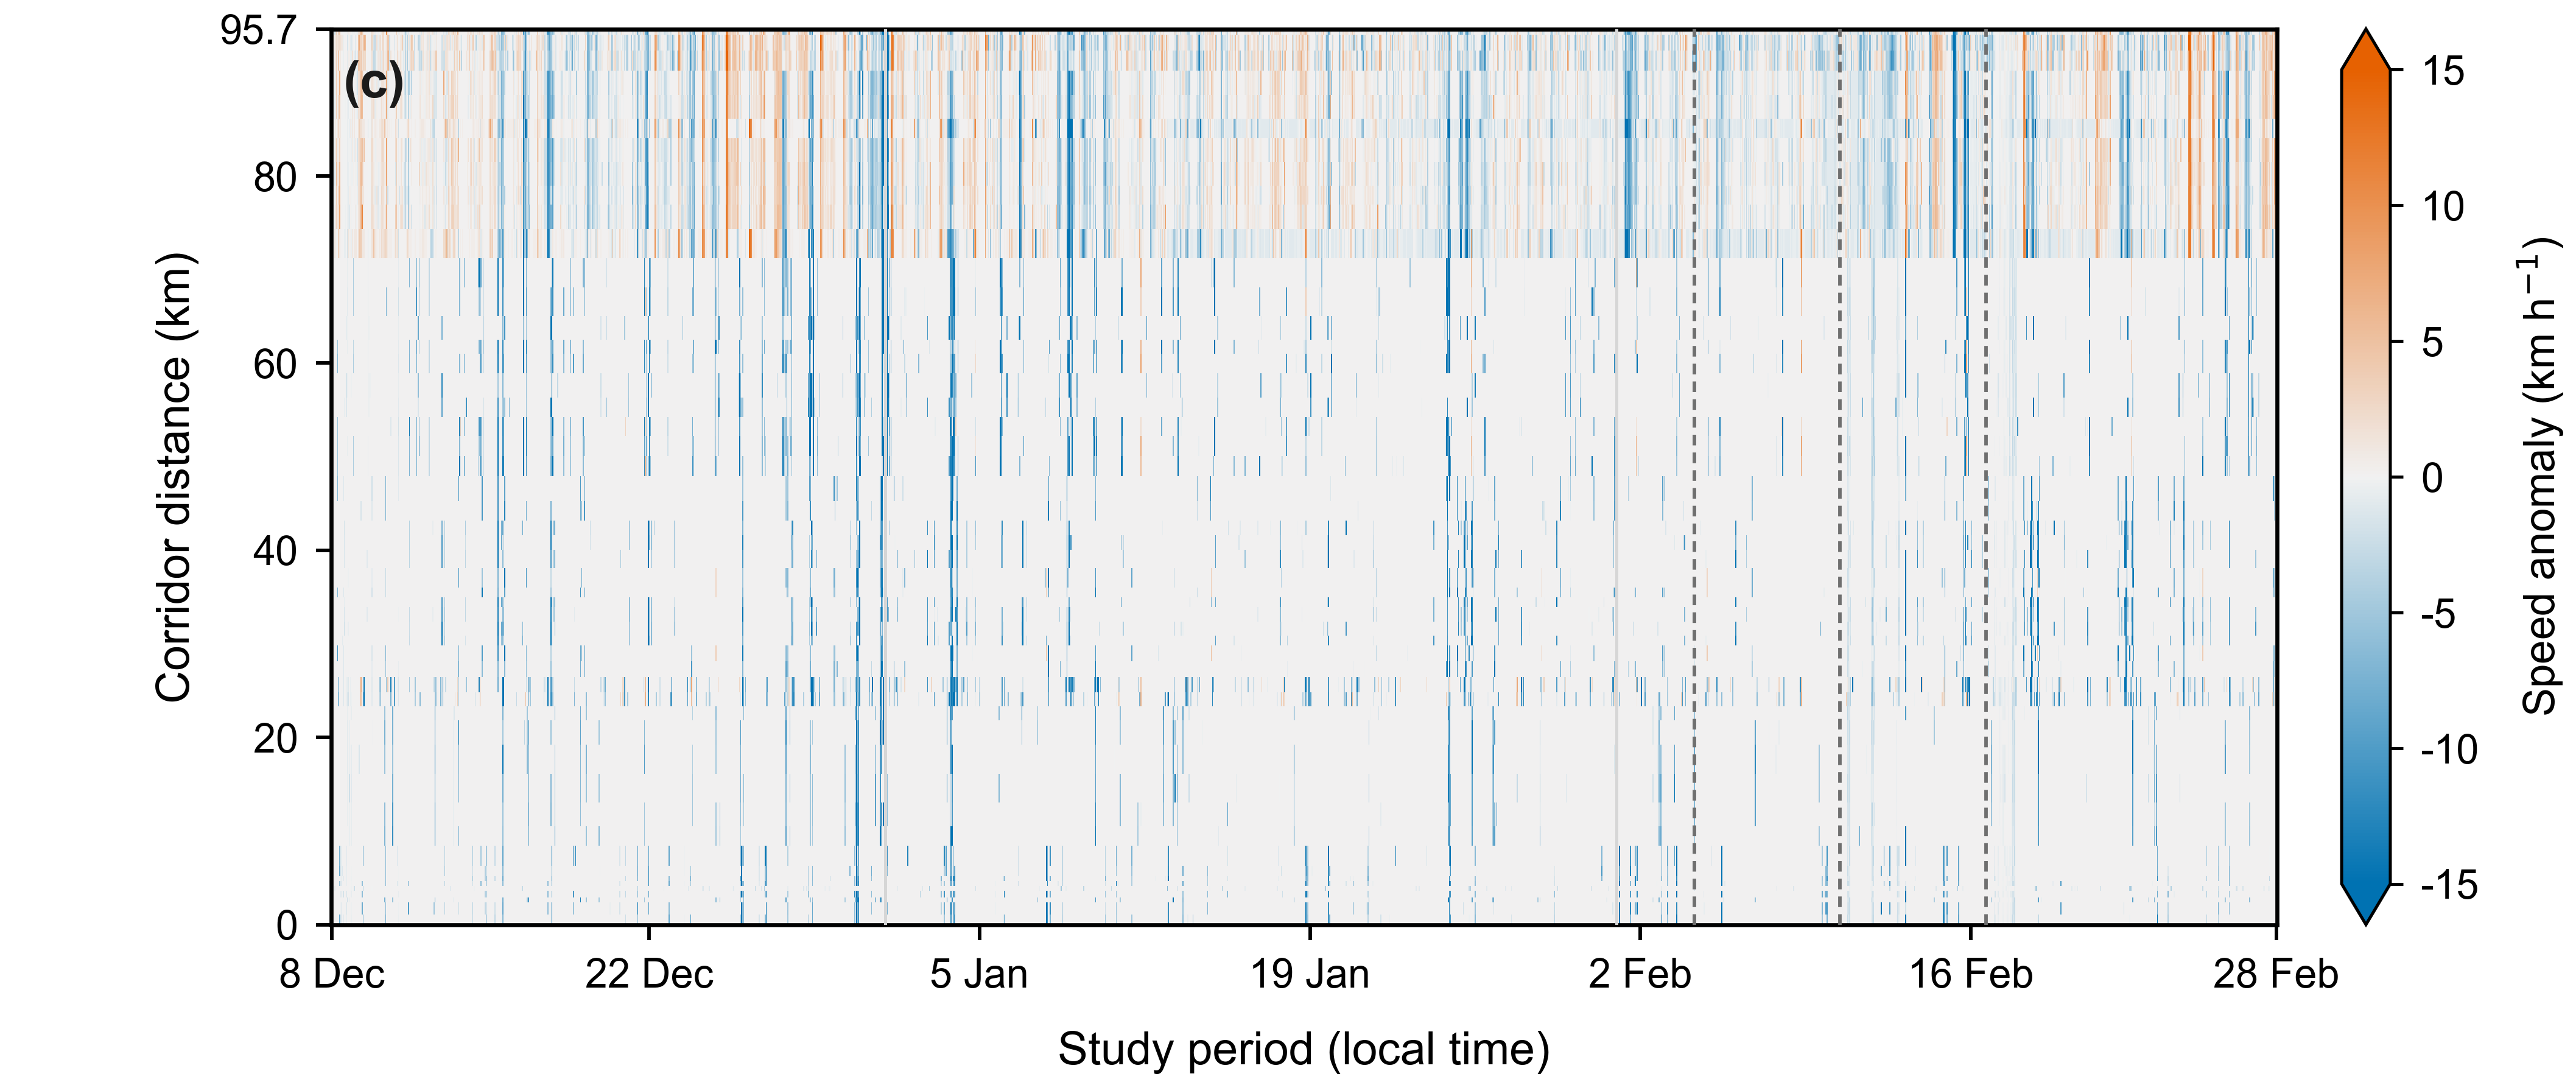 (c)
95.7
80
60
40
20
0
Corridor distance (km)
8 Dec
22 Dec
5 Jan
19 Jan
2 Feb
16 Feb
28 Feb
Study period (local time)
15
10
5
0
-5
-10
-15
Speed anomaly (km h⁻¹)